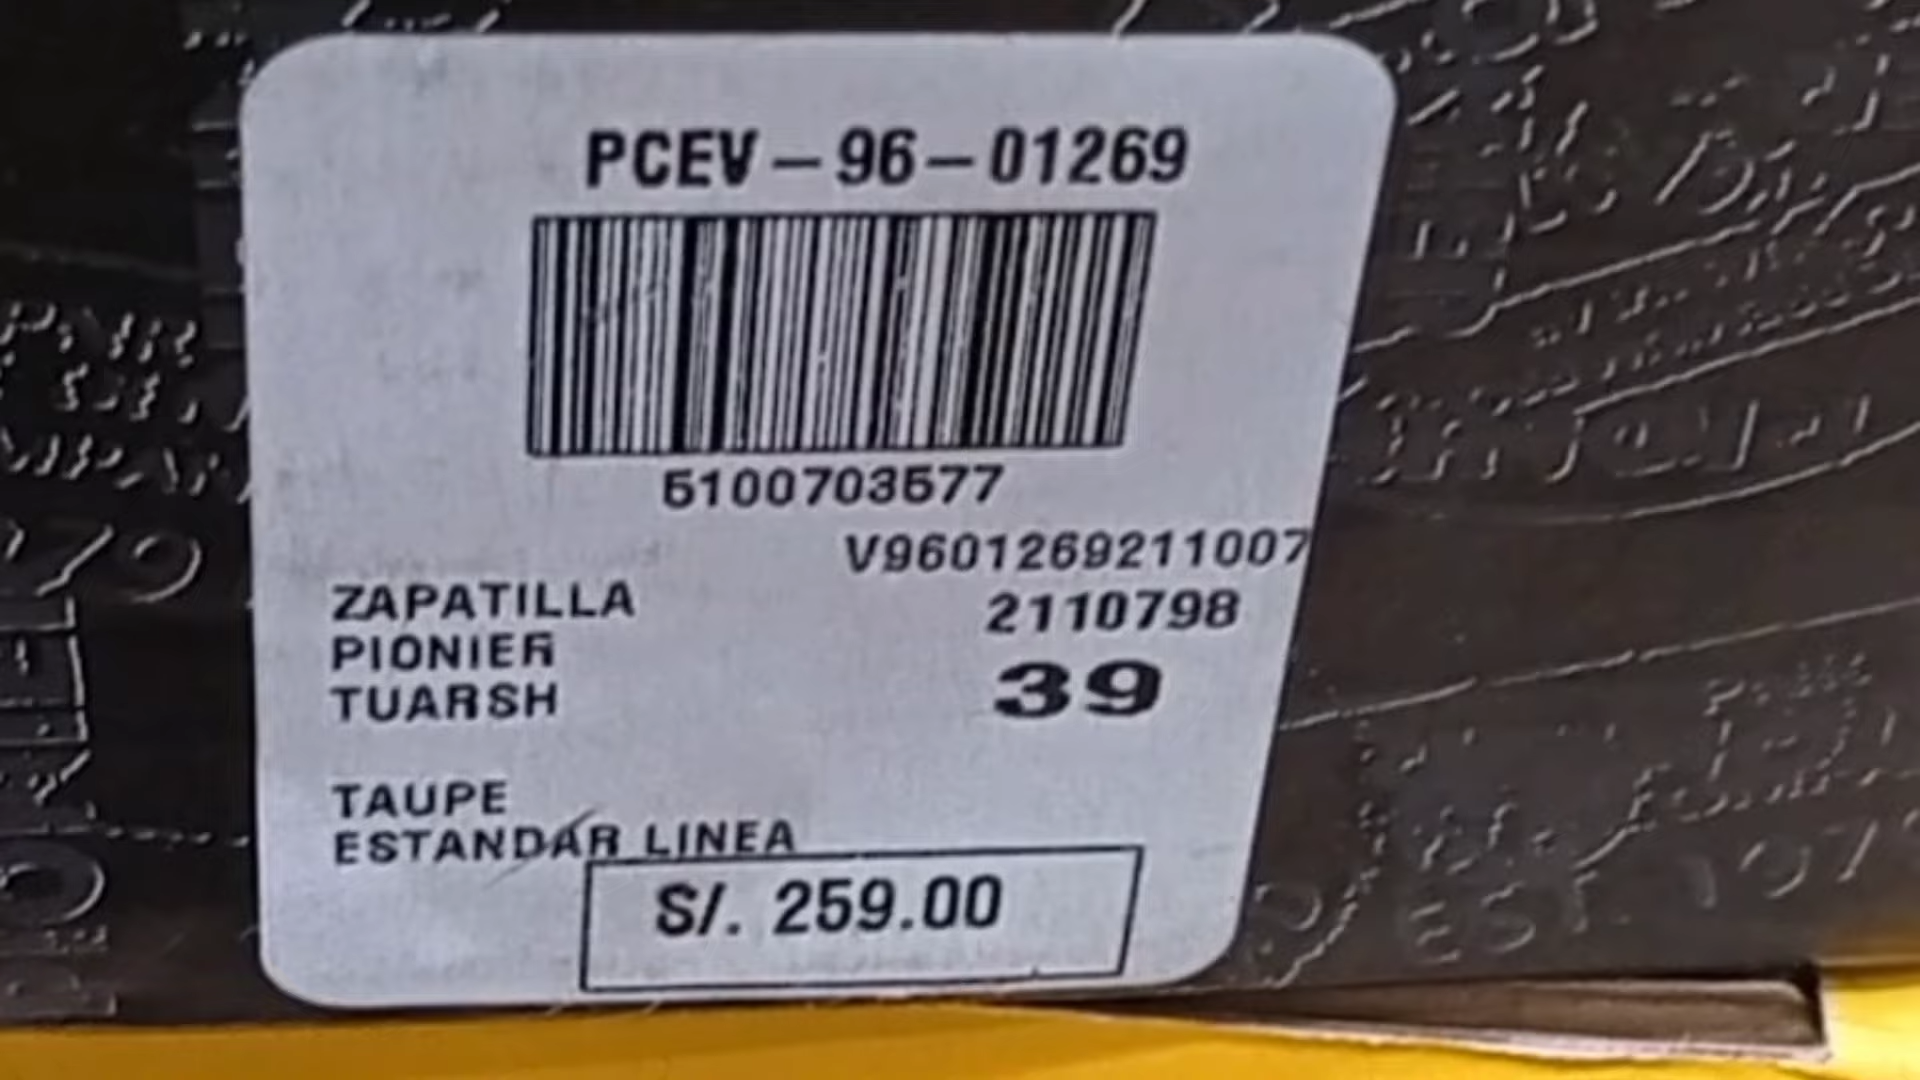 PCEV-96-01269
5100703577
V9601269211007
ZAPATILLA 2110798
PIONIER 39
TUARSH
TAUPE
ESTANDAR LINEA
S/. 259.00